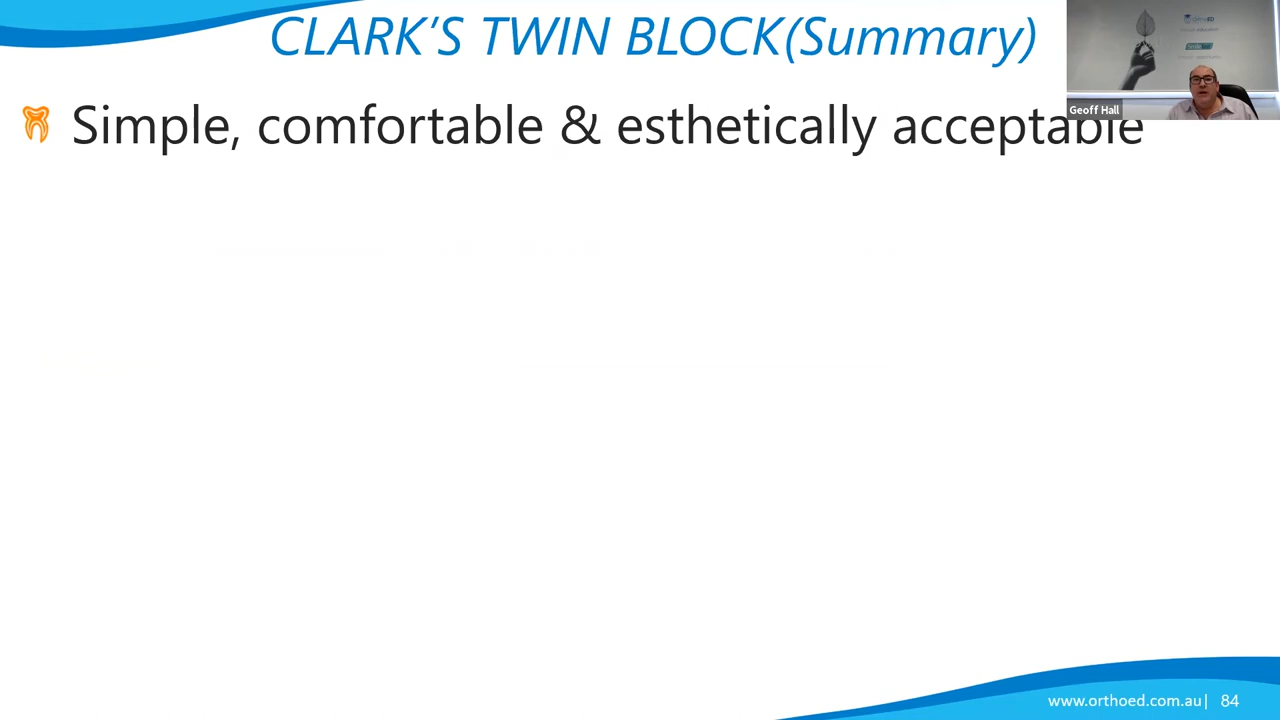 CLARK'S TWIN BLOCK(Summary)
Simple, comfortable & esthetically acceptable
Geoff Hall
www.orthoed.com.au| 84